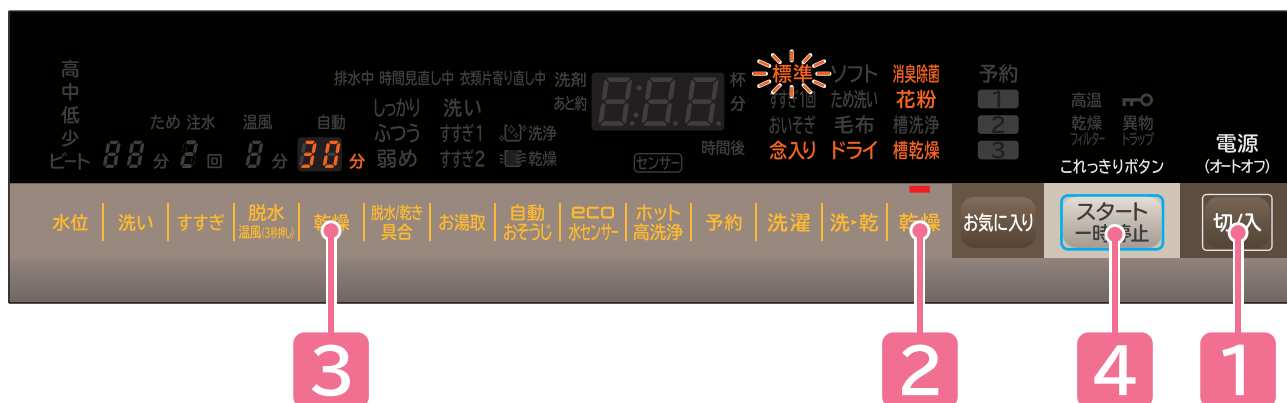 高
中
低
少
ビート
排水中 時間見直し中 衣類片寄り直し中
洗剤
あと約
8:8.8.
杯
分
時間後
センサー
ため 注水
88 分 8 回
温風
8 分
自動
30 分
しっかり
ふつう
弱め
洗い
すすぎ1
すすぎ2
洗浄
乾燥
標準 ソフト 消臭除菌
すすぎ1回 ため洗い 花粉
おいそぎ 毛布 槽洗浄
念入り ドライ 槽乾燥
予約
1
2
3
高温
乾燥 異物
フィルター トラップ
これっきりボタン
電源
(オートオフ)
水位
洗い
すすぎ
脱水
温風(3秒押し)
乾燥
脱水/乾き
具合
お湯取
自動
おそうじ
eco
水センサー
ホット
高洗浄
予約
洗濯
洗▸乾
乾燥
お気に入り
スタート
一時停止
切/入
3
2
4
1